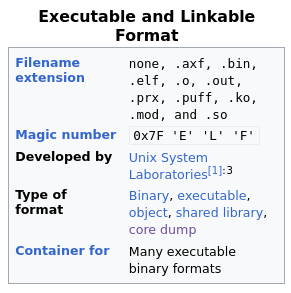 Executable and Linkable
Format
Filename
extension
none, .axf, .bin,
.elf, .o, .out,
.prx, .puff, .ko,
.mod, and .so
Magic number
0x7F 'E' 'L' 'F'
Developed by
Unix System
Laboratories[1]:3
Type of
format
Binary, executable,
object, shared library,
core dump
Container for
Many executable
binary formats